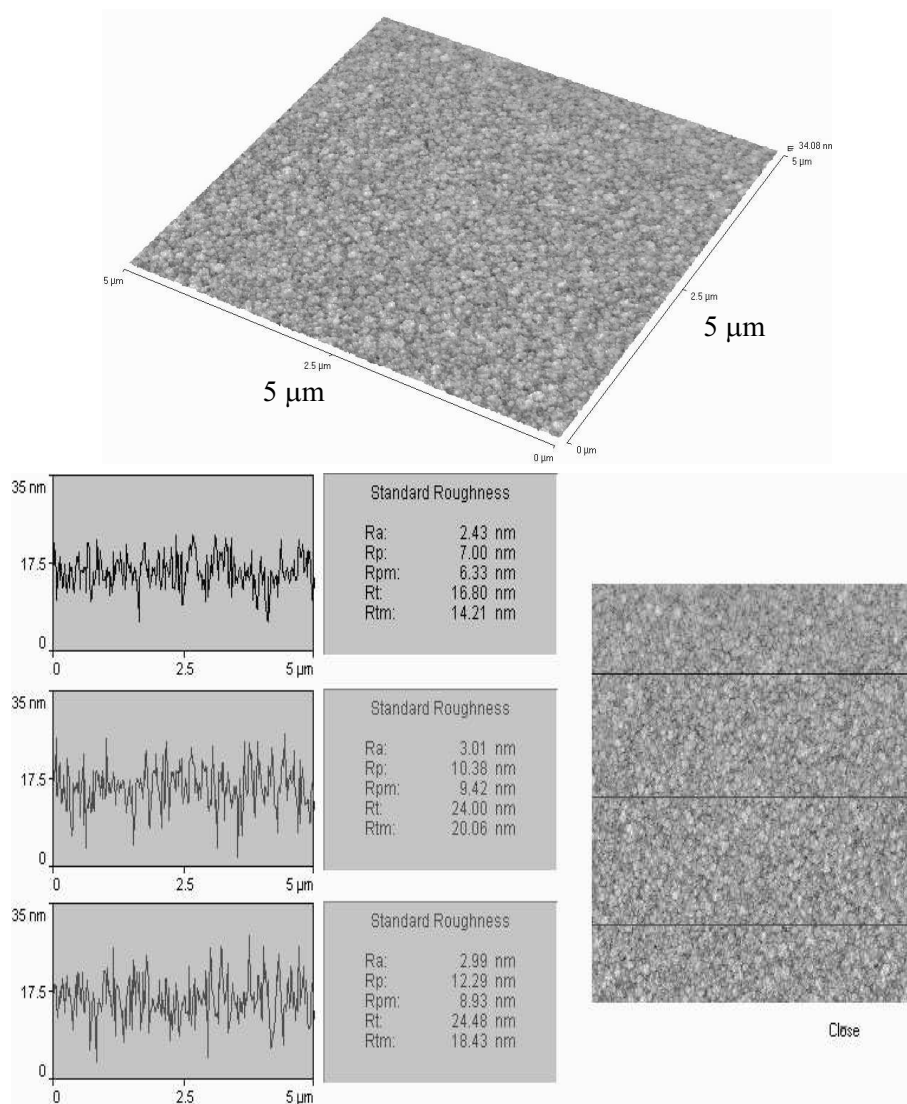 34.08 nm
5 µm
2.5 µm
5 µm
5 µm
2.5 µm
5 µm
0 µm
0 µm
35 nm
17.5
0
0 2.5 5 µm
Standard Roughness
Ra: 2.43 nm
Rp: 7.00 nm
Rpm: 6.33 nm
Rt: 16.80 nm
Rtm: 14.21 nm
35 nm
17.5
0
0 2.5 5 µm
Standard Roughness
Ra: 3.01 nm
Rp: 10.38 nm
Rpm: 9.42 nm
Rt: 24.00 nm
Rtm: 20.06 nm
35 nm
17.5
0
0 2.5 5 µm
Standard Roughness
Ra: 2.99 nm
Rp: 12.29 nm
Rpm: 8.93 nm
Rt: 24.48 nm
Rtm: 18.43 nm
Close